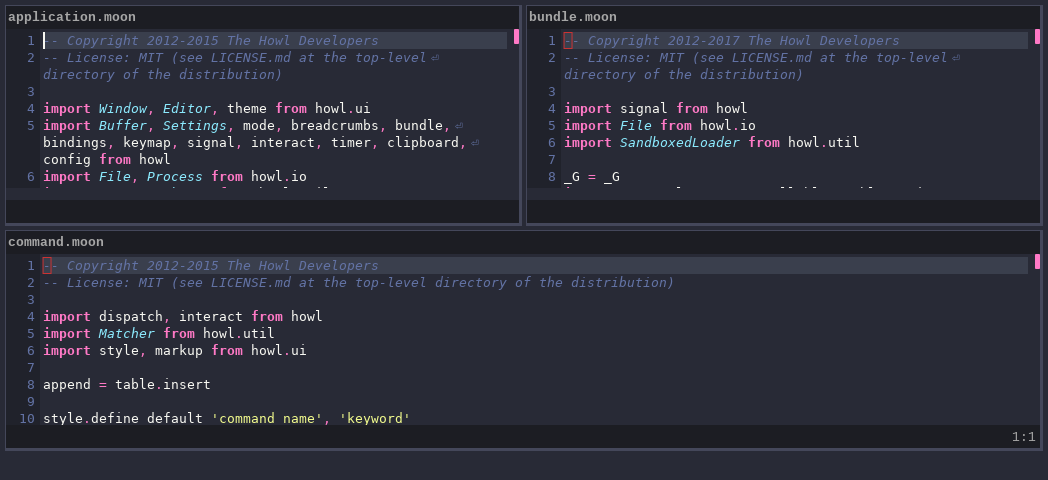 application.moon
1 -- Copyright 2012-2015 The Howl Developers
2 -- License: MIT (see LICENSE.md at the top-level⏎
directory of the distribution)
3
4 import Window, Editor, theme from howl.ui
5 import Buffer, Settings, mode, breadcrumbs, bundle,⏎
bindings, keymap, signal, interact, timer, clipboard,⏎
config from howl
6 import File, Process from howl.io
bundle.moon
1 -- Copyright 2012-2017 The Howl Developers
2 -- License: MIT (see LICENSE.md at the top-level⏎
directory of the distribution)
3
4 import signal from howl
5 import File from howl.io
6 import SandboxedLoader from howl.util
7
8 _G = _G
command.moon
1 -- Copyright 2012-2015 The Howl Developers
2 -- License: MIT (see LICENSE.md at the top-level directory of the distribution)
3
4 import dispatch, interact from howl
5 import Matcher from howl.util
6 import style, markup from howl.ui
7
8 append = table.insert
9
10 style.define_default 'command_name', 'keyword'
1:1